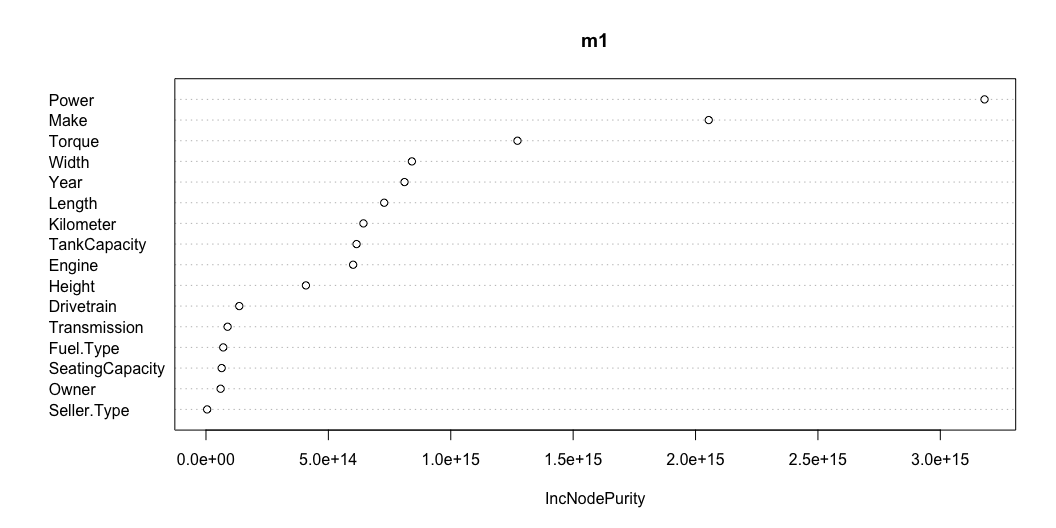 m1
Power
Make
Torque
Width
Year
Length
Kilometer
TankCapacity
Engine
Height
Drivetrain
Transmission
Fuel.Type
SeatingCapacity
Owner
Seller.Type
0.0e+00 5.0e+14 1.0e+15 1.5e+15 2.0e+15 2.5e+15 3.0e+15
IncNodePurity